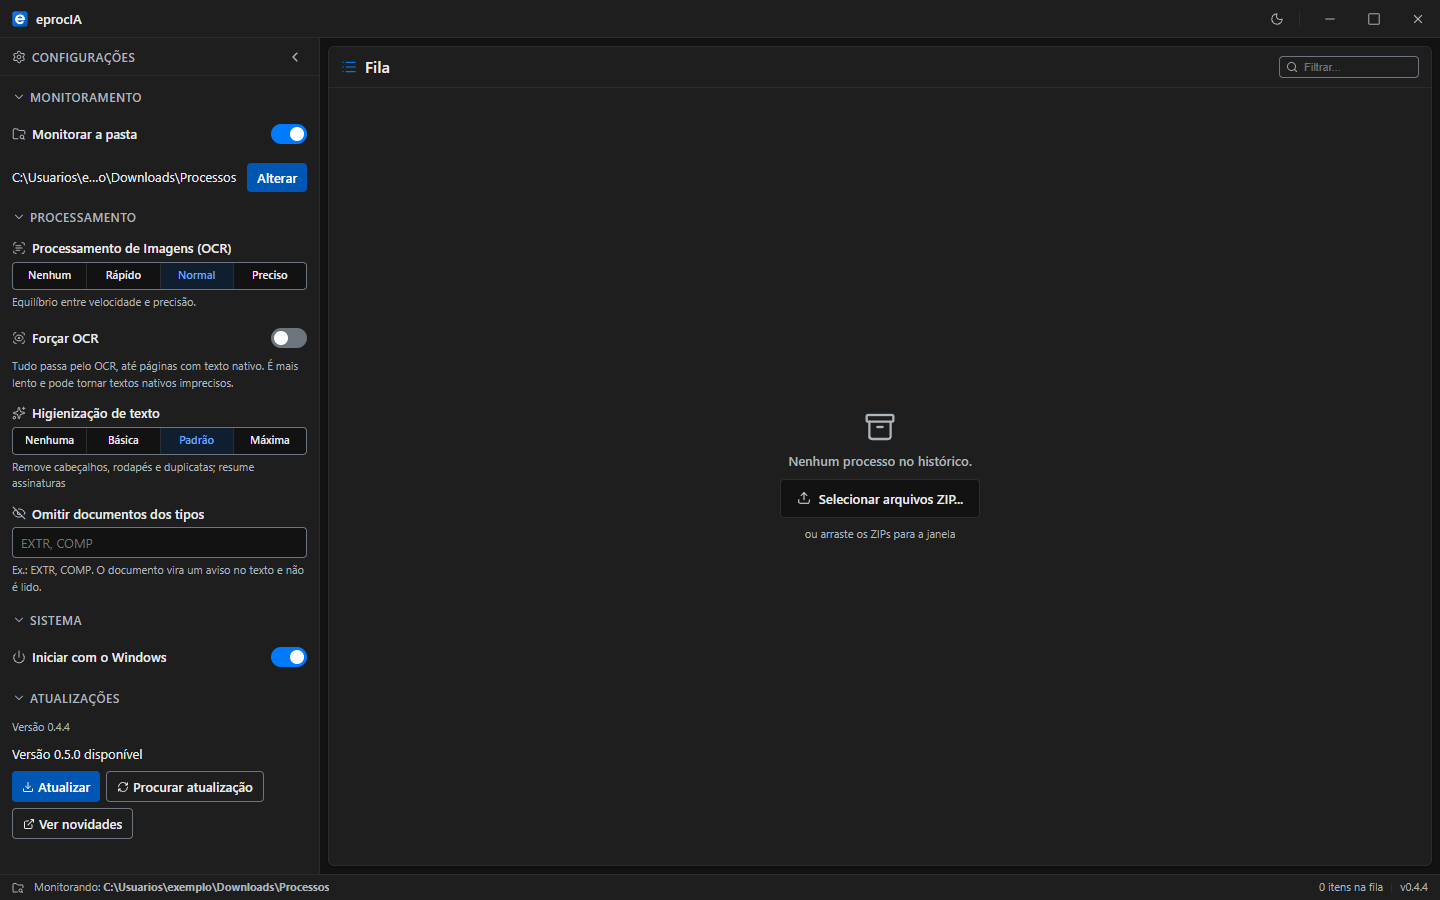 eprocIA
CONFIGURAÇÕES
MONITORAMENTO
Monitorar a pasta
C:\Usuarios\e...o\Downloads\Processos
Alterar
PROCESSAMENTO
Processamento de Imagens (OCR)
Nenhum Rápido Normal Preciso
Equilíbrio entre velocidade e precisão.
Forçar OCR
Tudo passa pelo OCR, até páginas com texto nativo. É mais
lento e pode tornar textos nativos imprecisos.
Higienização de texto
Nenhuma Básica Padrão Máxima
Remove cabeçalhos, rodapés e duplicatas; resume
assinaturas
Omitir documentos dos tipos
EXTR, COMP
Ex.: EXTR, COMP. O documento vira um aviso no texto e não
é lido.
SISTEMA
Iniciar com o Windows
ATUALIZAÇÕES
Versão 0.4.4
Versão 0.5.0 disponível
Atualizar
Procurar atualização
Ver novidades
Fila
Filtrar...
Nenhum processo no histórico.
Selecionar arquivos ZIP...
ou arraste os ZIPs para a janela
Monitorando: C:\Usuarios\exemplo\Downloads\Processos
0 itens na fila
v0.4.4